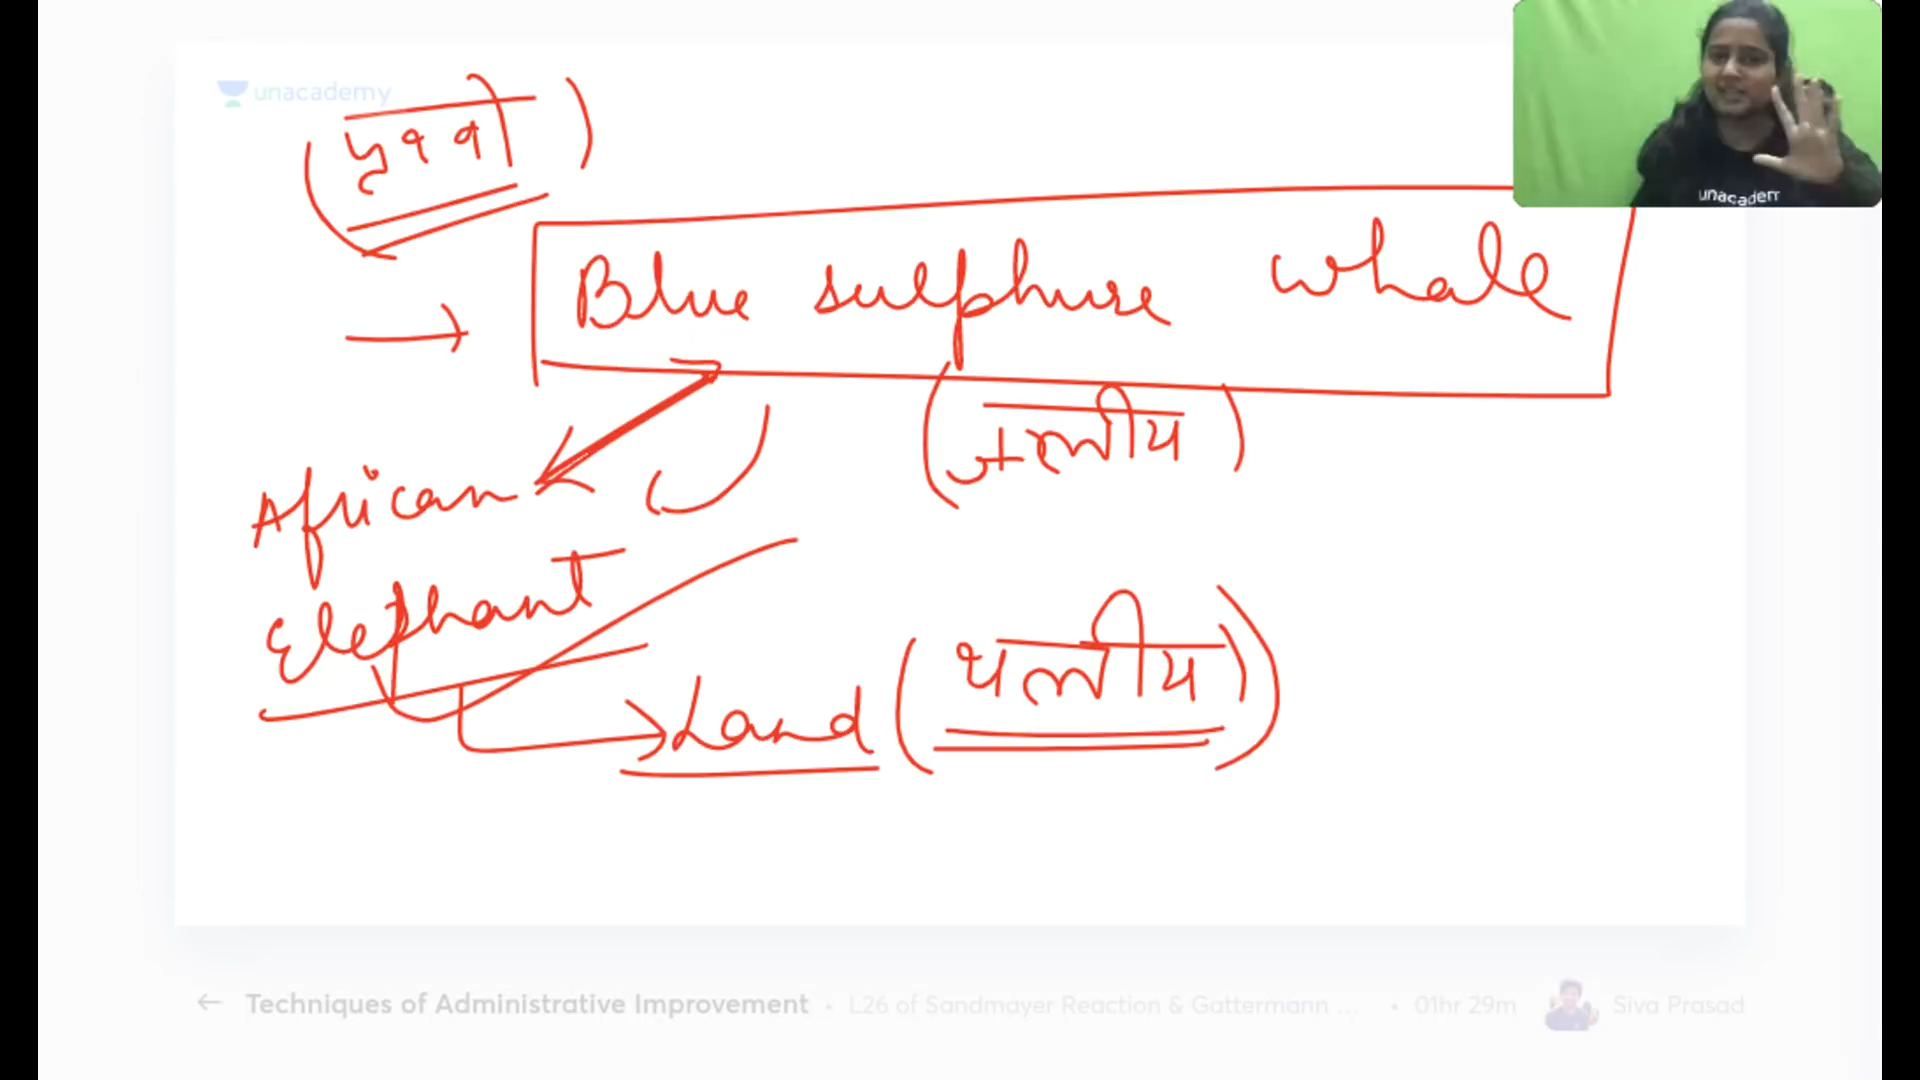 unacademy
unacaderr
Blue sulphure whale
(जलीय)
African
Elephant
Land (थलीय)
Techniques of Administrative Improvement • L26 of Sandmayer Reaction & Gattermann ... • 01hr 29m Siva Prasad